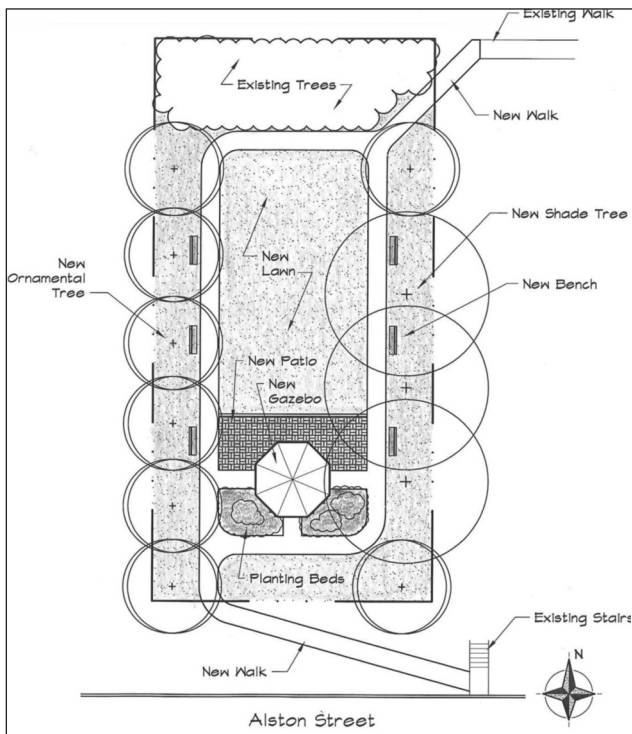 Existing Walk
Existing Trees
New Walk
New Shade Tree
New
Lawn
New
Ornamental
Tree
New Bench
New Patio
New
Gazebo
Planting Beds
Existing Stairs
New Walk
N
Alston Street